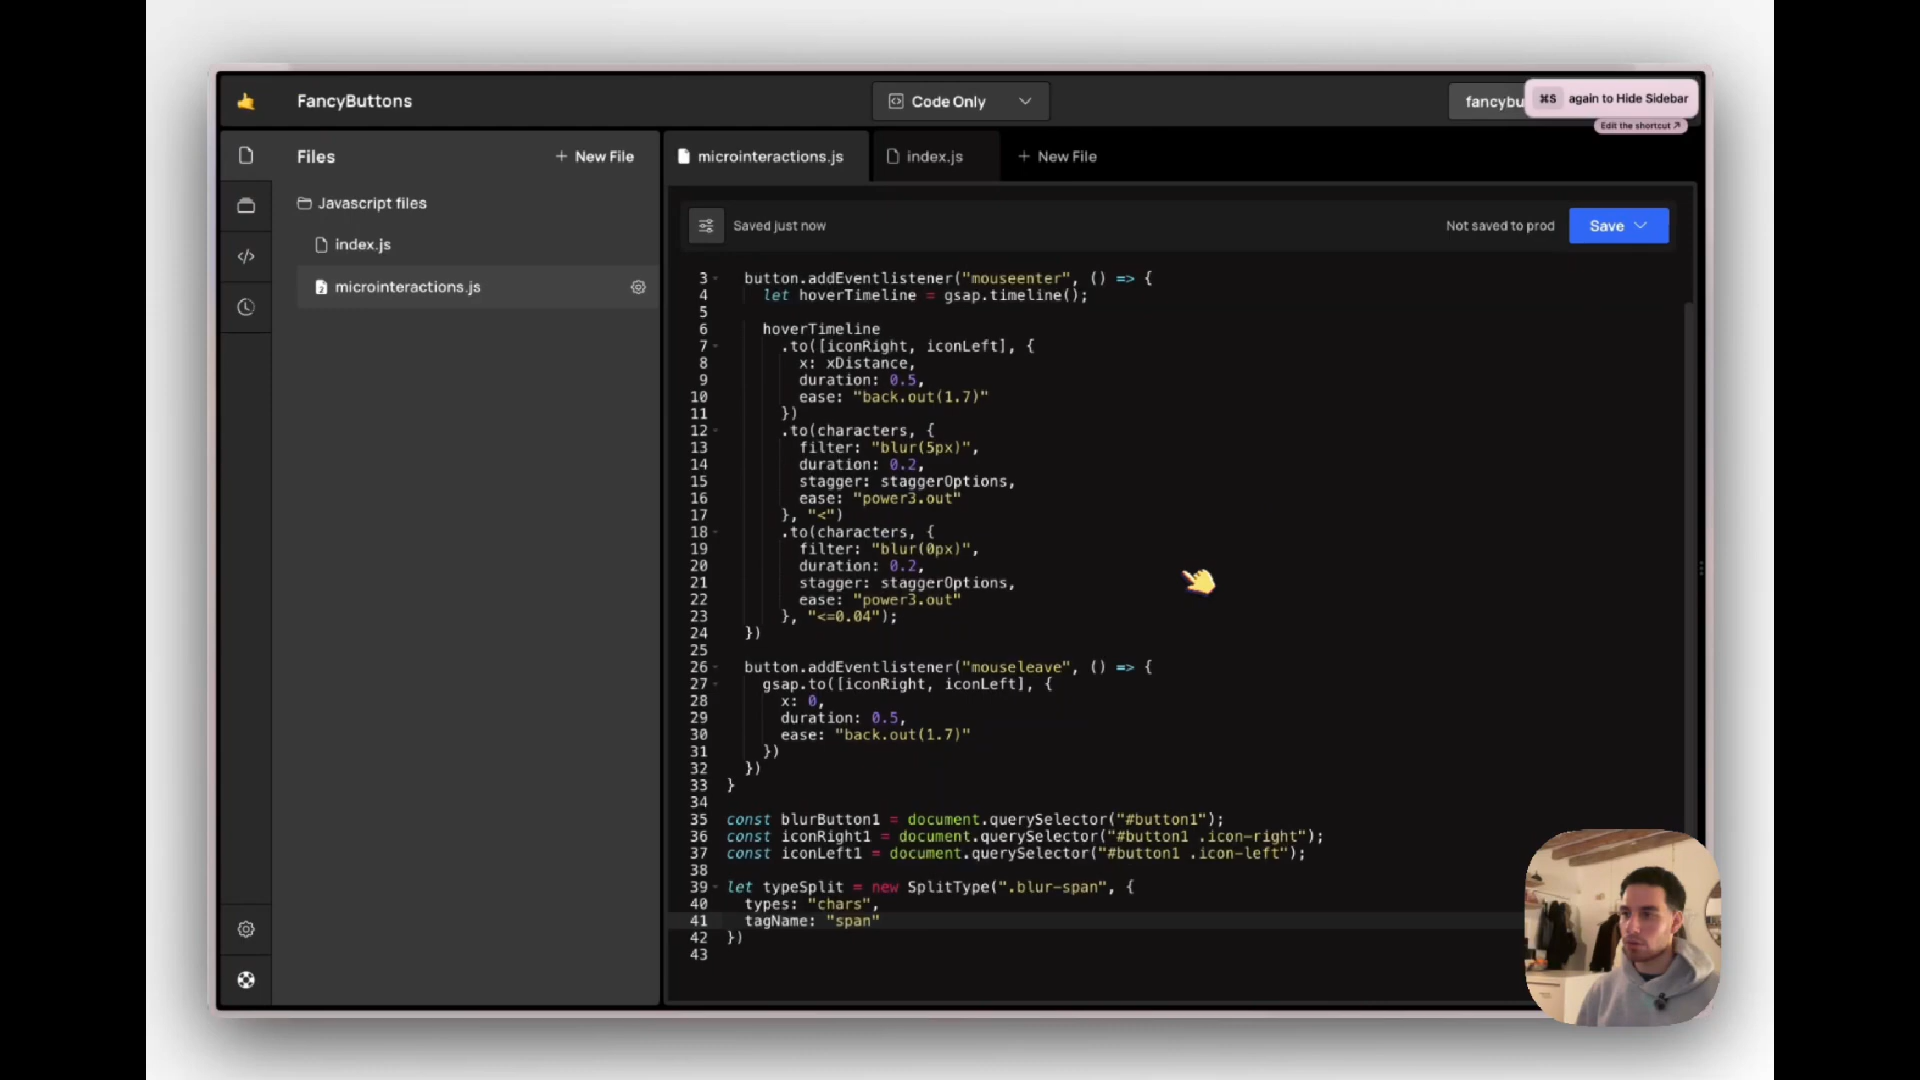 FancyButtons
Code Only
fancybu
⌘S again to Hide Sidebar
Edit the shortcut ↗
Files
+ New File
microinteractions.js
index.js
+ New File
Javascript files
index.js
microinteractions.js
Saved just now
Not saved to prod
Save
3 button.addEventlistener("mouseenter", () => {
4 let hoverTimeline = gsap.timeline();
5
6 hoverTimeline
7 .to([iconRight, iconLeft], {
8 x: xDistance,
9 duration: 0.5,
10 ease: "back.out(1.7)"
11 })
12 .to(characters, {
13 filter: "blur(5px)",
14 duration: 0.2,
15 stagger: staggerOptions,
16 ease: "power3.out"
17 }, "<")
18 .to(characters, {
19 filter: "blur(0px)",
20 duration: 0.2,
21 stagger: staggerOptions,
22 ease: "power3.out"
23 }, "<=0.04");
24 })
25
26 button.addEventlistener("mouseleave", () => {
27 gsap.to([iconRight, iconLeft], {
28 x: 0,
29 duration: 0.5,
30 ease: "back.out(1.7)"
31 })
32 })
33 }
34
35 const blurButton1 = document.querySelector("#button1");
36 const iconRight1 = document.querySelector("#button1 .icon-right");
37 const iconLeft1 = document.querySelector("#button1 .icon-left");
38
39 let typeSplit = new SplitType(".blur-span", {
40 types: "chars",
41 tagName: "span"
42 })
43